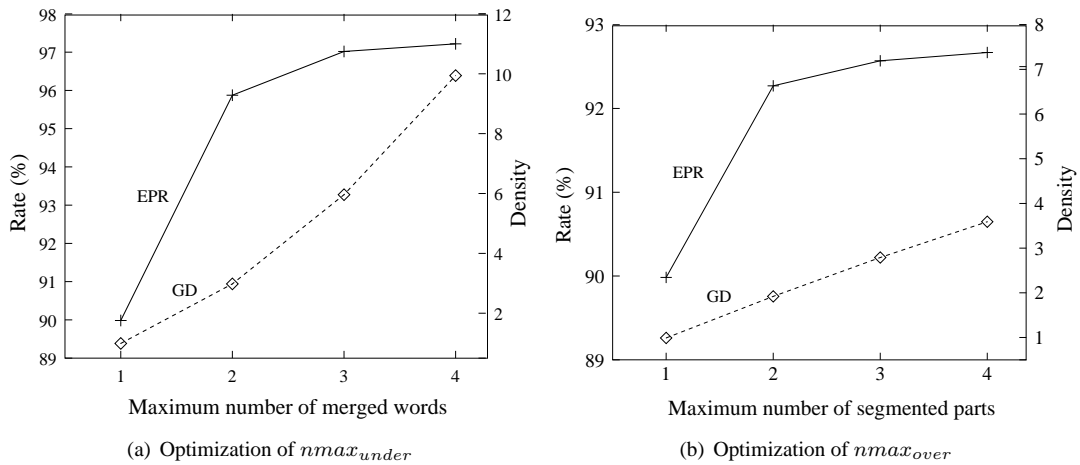 98
97
96
95
94
93
92
91
90
89
Rate (%)
12
10
8
6
4
2
Density
EPR
GD
1 2 3 4
Maximum number of merged words
(a) Optimization of nmax_under
93
92
91
90
89
Rate (%)
8
7
6
5
4
3
2
1
Density
EPR
GD
1 2 3 4
Maximum number of segmented parts
(b) Optimization of nmax_over